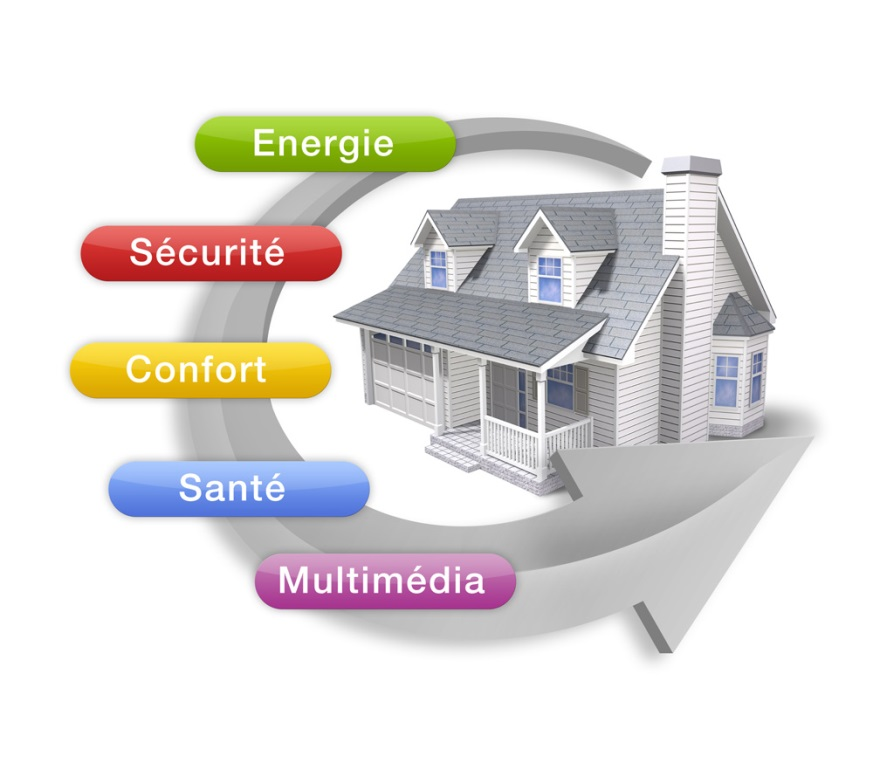 Energie
Sécurité
Confort
Santé
Multimédia